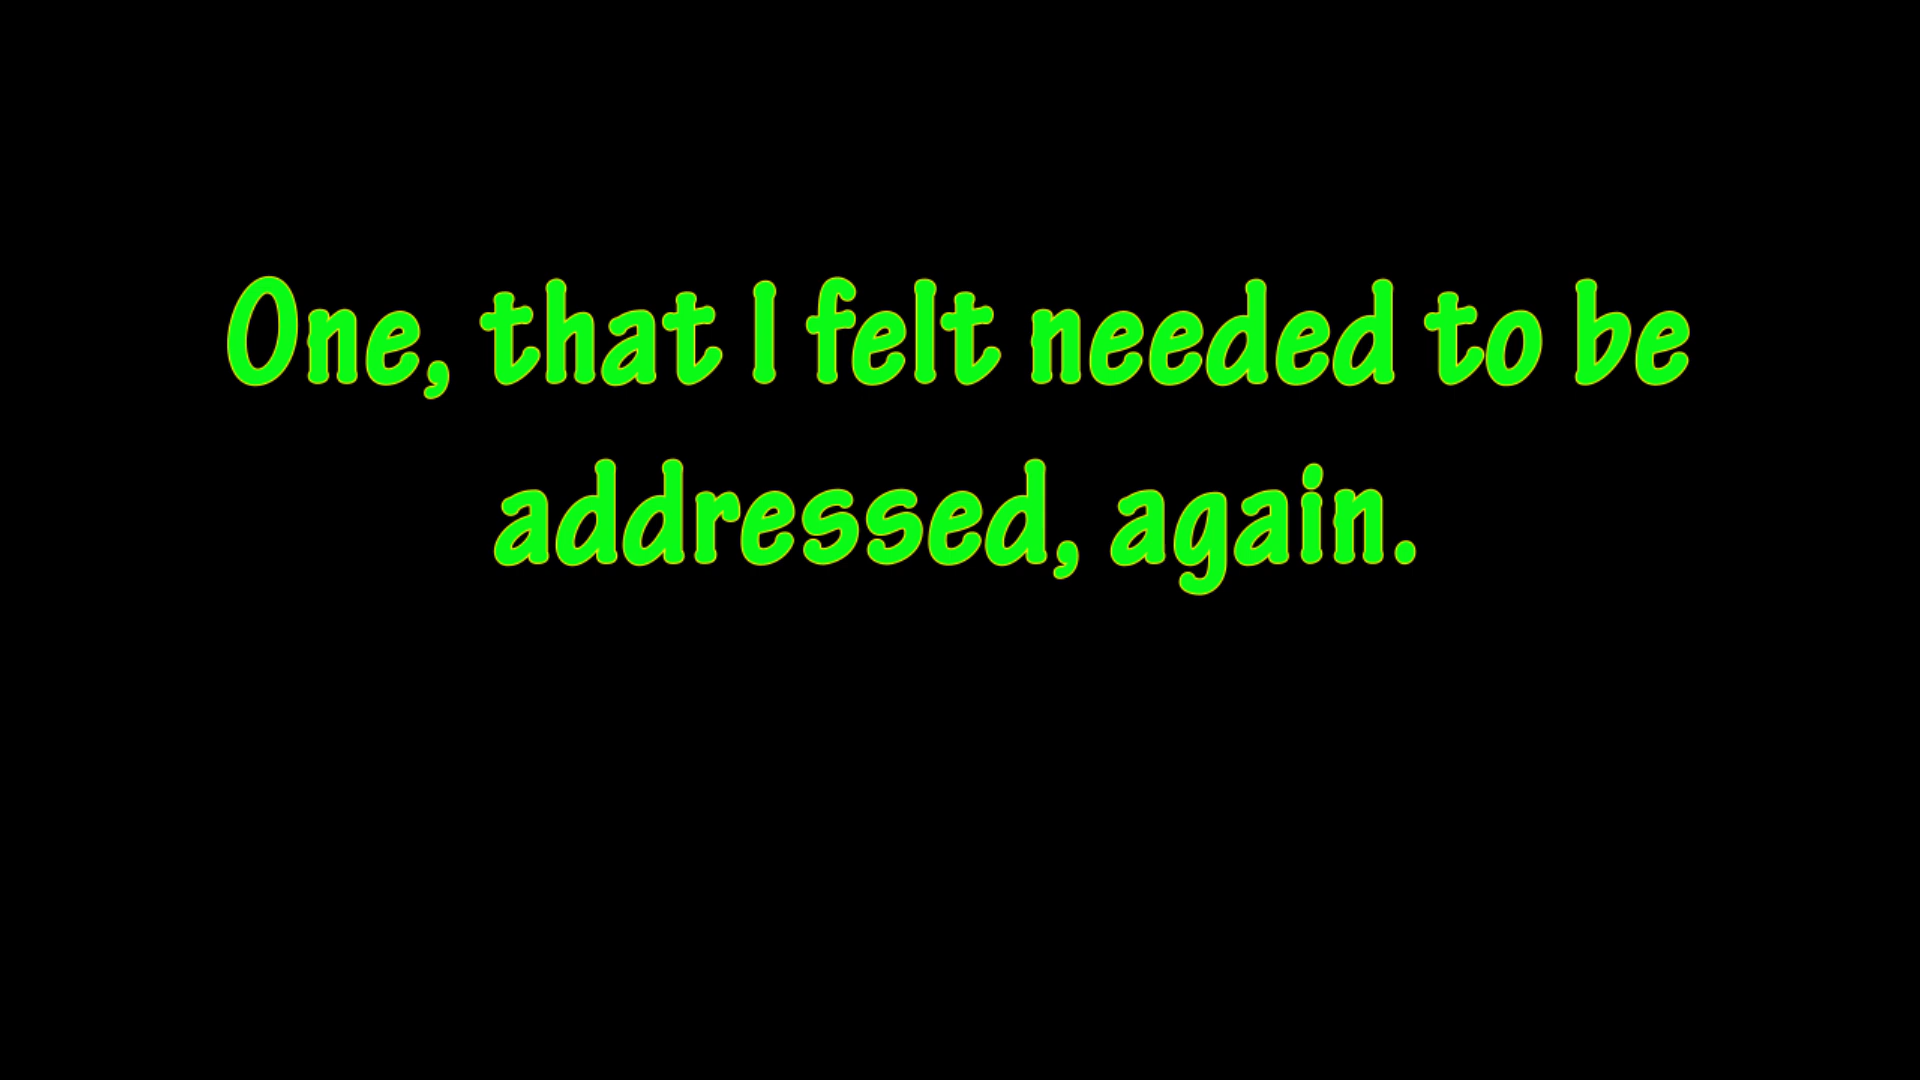 One, that I felt needed to be
addressed, again.